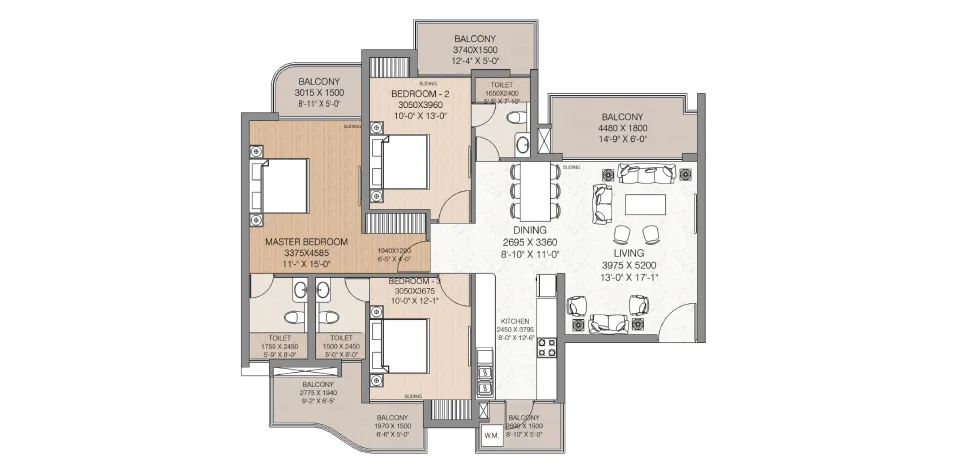 BALCONY
3740X1500
12'-4" X 5'-0"
BALCONY
3015 X 1500
8'-11" X 5'-0"
SLIDING
BEDROOM - 2
3050X3960
10'-0" X 13'-0"
SLIDING
TOILET
1650X2400
5'-5" X 7'-10"
BALCONY
4480 X 1800
14'-9" X 6'-0"
SLIDING
MASTER BEDROOM
3375X4585
11'-" X 15'-0"
1940X1200
6'-5" X 4'-0"
DINING
2695 X 3360
8'-10" X 11'-0"
LIVING
3975 X 5200
13'-0" X 17'-1"
BEDROOM - 3
3050X3675
10'-0" X 12'-1"
SLIDING
KITCHEN
2450 X 3795
8'-0" X 12'-6"
TOILET
1755 X 2450
5'-9" X 8'-0"
TOILET
1500 X 2450
5'-0" X 8'-0"
BALCONY
2775 X 1940
9'-2" X 6'-5"
BALCONY
1970 X 1500
6'-6" X 5'-0"
W.M.
BALCONY
2690 X 1500
8'-10" X 5'-0"